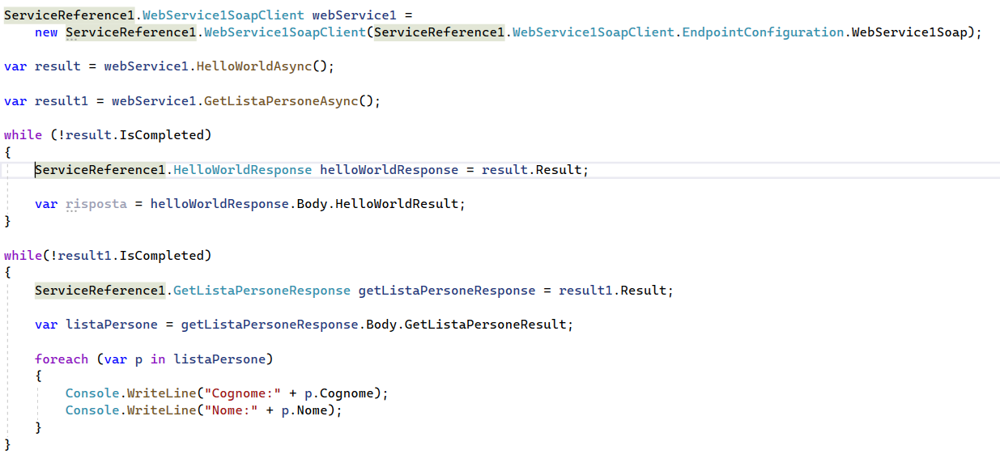 ServiceReference1.WebService1SoapClient webService1 =
    new ServiceReference1.WebService1SoapClient(ServiceReference1.WebService1SoapClient.EndpointConfiguration.WebService1Soap);
var result = webService1.HelloWorldAsync();
var result1 = webService1.GetListaPersoneAsync();
while (!result.IsCompleted)
{
    ServiceReference1.HelloWorldResponse helloWorldResponse = result.Result;
    var risposta = helloWorldResponse.Body.HelloWorldResult;
}
while(!result1.IsCompleted)
{
    ServiceReference1.GetListaPersoneResponse getListaPersoneResponse = result1.Result;
    var listaPersone = getListaPersoneResponse.Body.GetListaPersoneResult;
    foreach (var p in listaPersone)
    {
        Console.WriteLine("Cognome:" + p.Cognome);
        Console.WriteLine("Nome:" + p.Nome);
    }
}